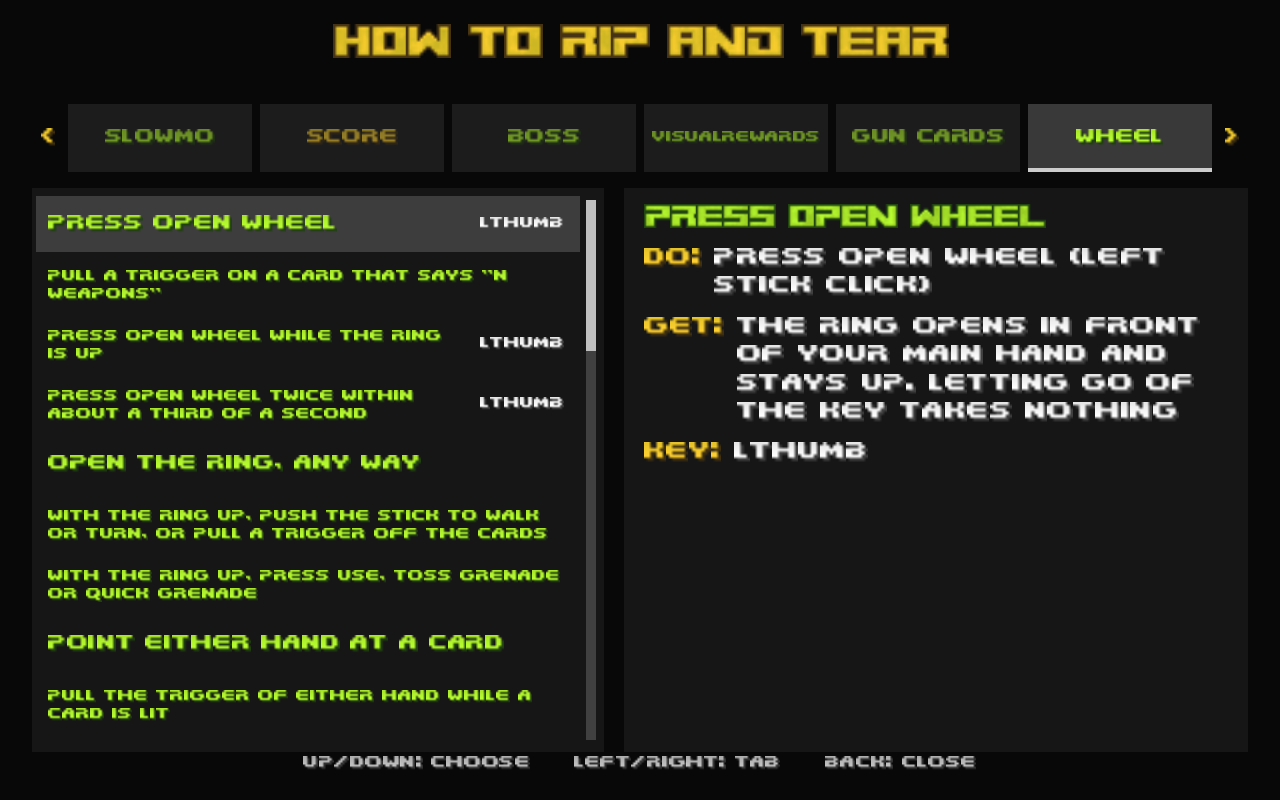 HOW TO RIP AND TEAR
< SLOWMO SCORE BOSS VISUALREWARDS GUN CARDS WHEEL >
PRESS OPEN WHEEL LTHUMB
PULL A TRIGGER ON A CARD THAT SAYS "N
WEAPONS"
PRESS OPEN WHEEL WHILE THE RING
IS UP LTHUMB
PRESS OPEN WHEEL TWICE WITHIN
ABOUT A THIRD OF A SECOND LTHUMB
OPEN THE RING, ANY WAY
WITH THE RING UP, PUSH THE STICK TO WALK
OR TURN, OR PULL A TRIGGER OFF THE CARDS
WITH THE RING UP, PRESS USE, TOSS GRENADE
OR QUICK GRENADE
POINT EITHER HAND AT A CARD
PULL THE TRIGGER OF EITHER HAND WHILE A
CARD IS LIT
PRESS OPEN WHEEL
DO: PRESS OPEN WHEEL (LEFT
STICK CLICK)
GET: THE RING OPENS IN FRONT
OF YOUR MAIN HAND AND
STAYS UP. LETTING GO OF
THE KEY TAKES NOTHING
KEY: LTHUMB
UP/DOWN: CHOOSE LEFT/RIGHT: TAB BACK: CLOSE